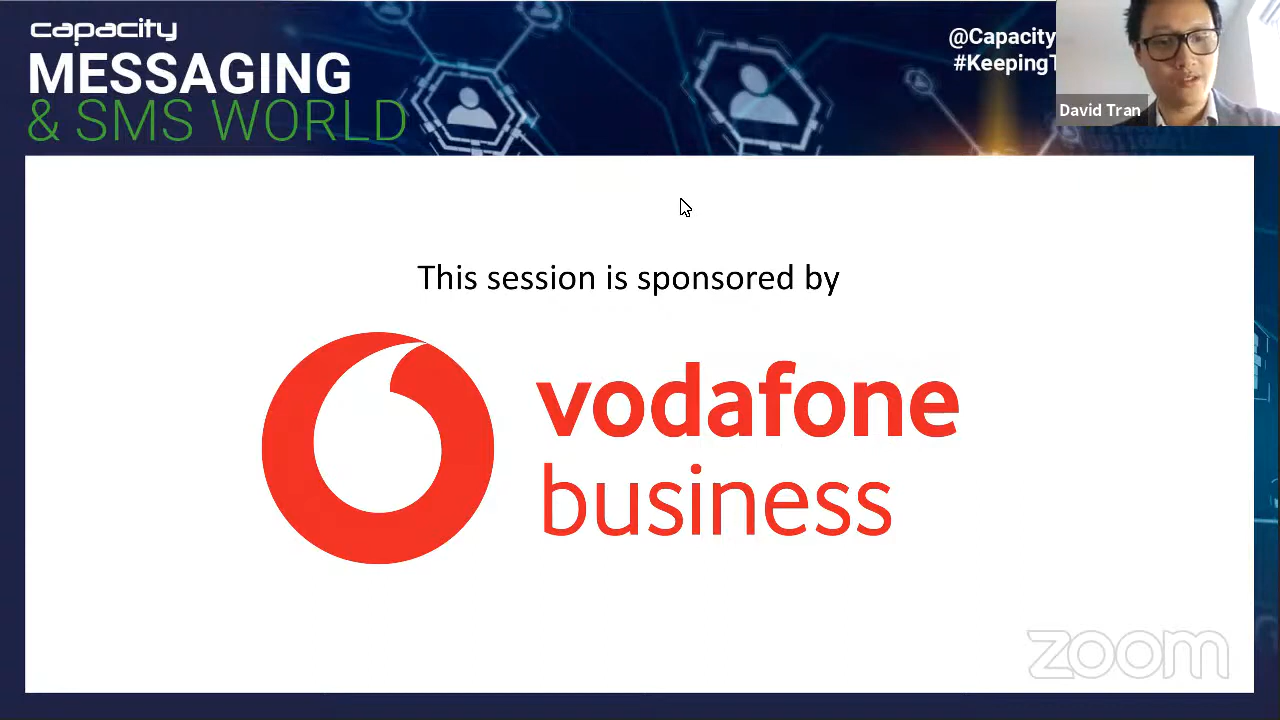 capacity
MESSAGING
& SMS WORLD
@Capacity
#KeepingT
David Tran
This session is sponsored by
vodafone
business
zoom